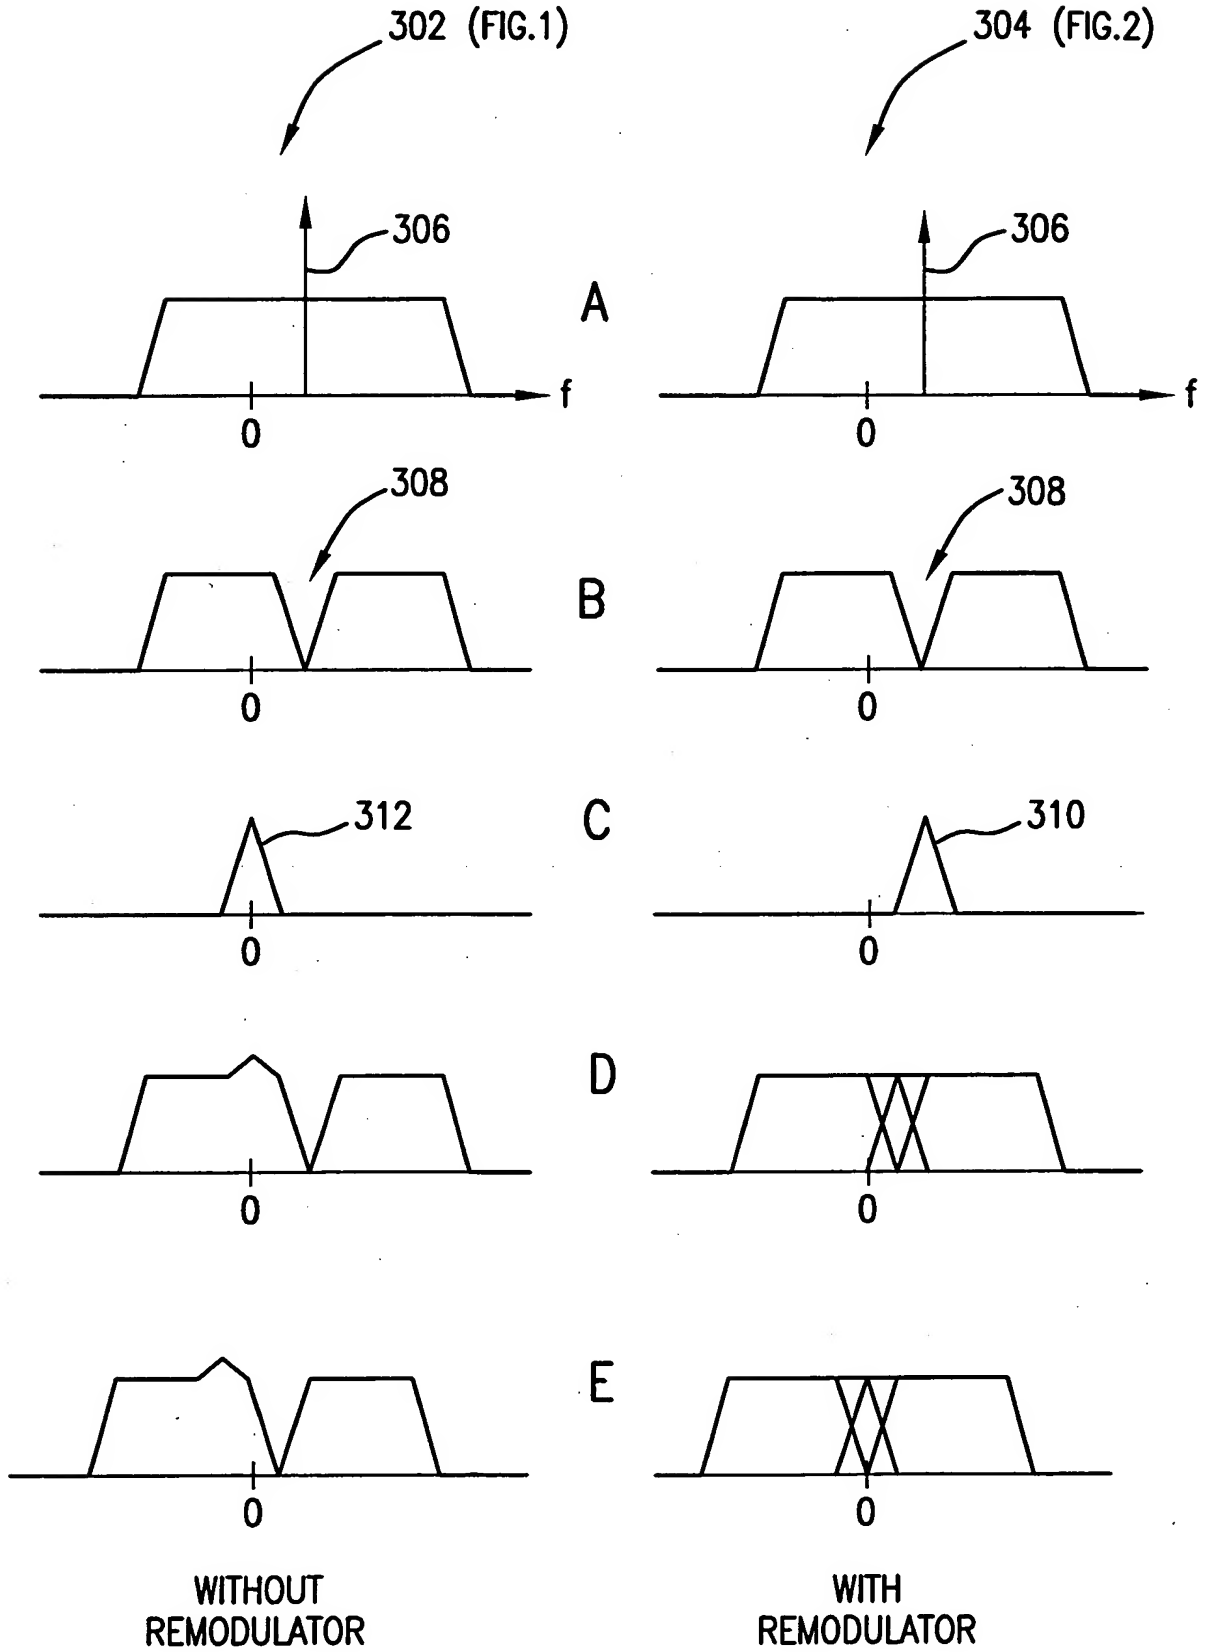 302 (FIG.1)
304 (FIG.2)
306
306
A
f
f
0
0
308
308
B
0
0
312
C
310
0
0
D
0
0
E
0
0
WITHOUT
REMODULATOR
WITH
REMODULATOR